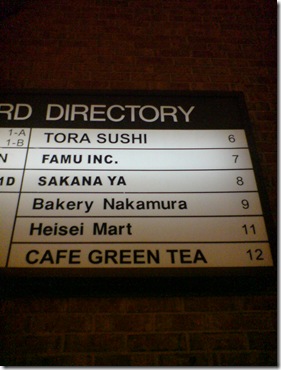 RD DIRECTORY
1-A
1-B
TORA SUSHI 6
N FAMU INC. 7
1D SAKANA YA 8
Bakery Nakamura 9
Heisei Mart 11
CAFE GREEN TEA 12